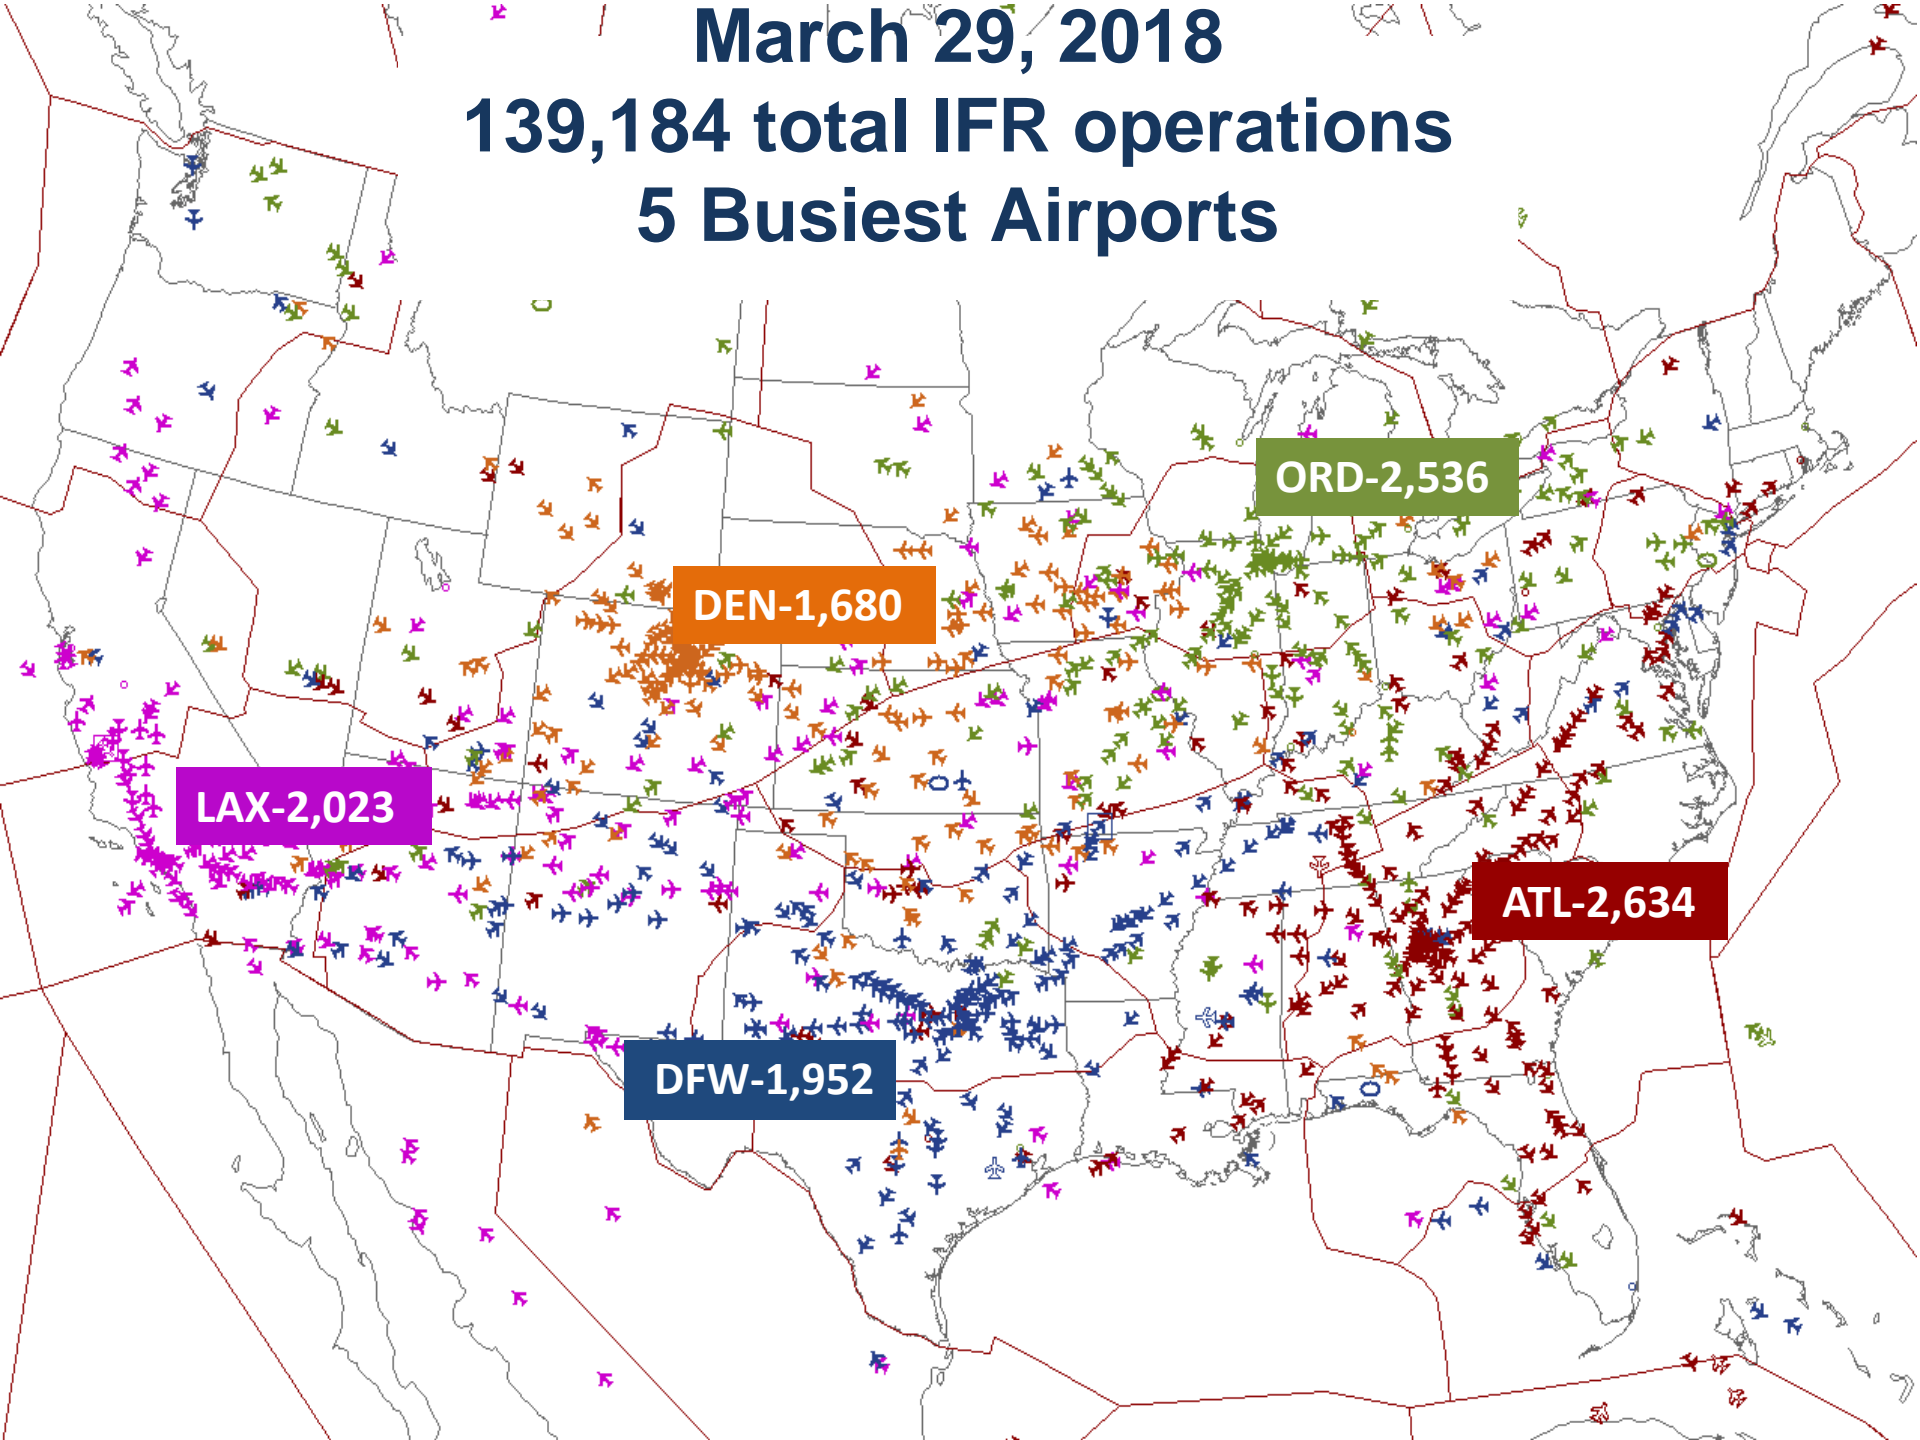 March 29, 2018
139,184 total IFR operations
5 Busiest Airports
ORD-2,536
DEN-1,680
LAX-2,023
ATL-2,634
DFW-1,952